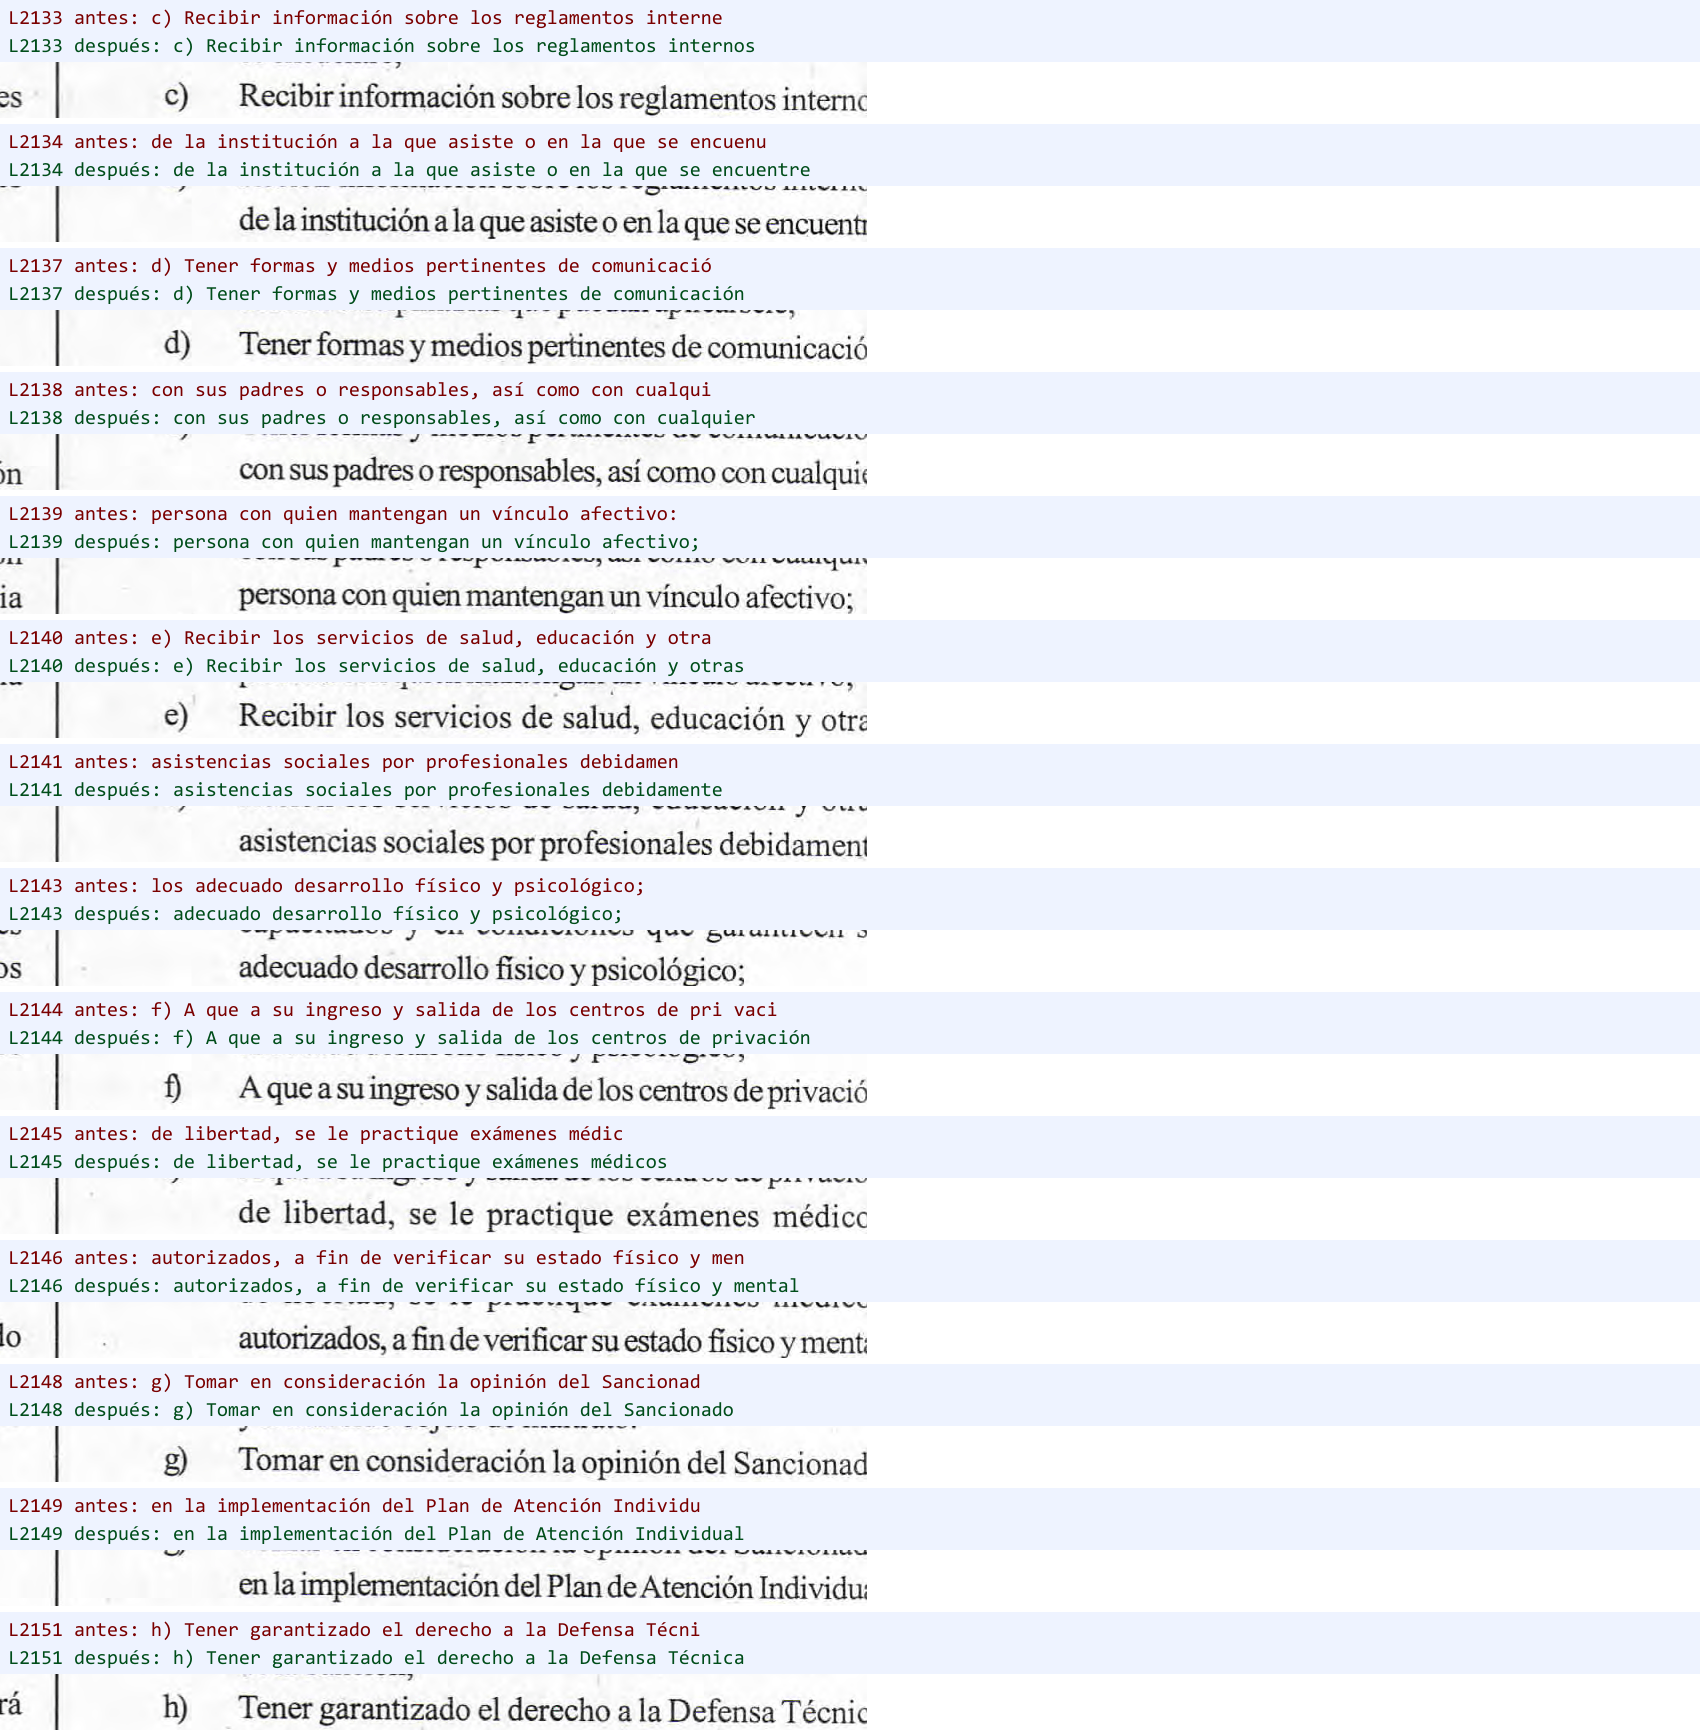 L2133 antes: c) Recibir información sobre los reglamentos interne
L2133 después: c) Recibir información sobre los reglamentos internos
es c) Recibir información sobre los reglamentos interno
L2134 antes: de la institución a la que asiste o en la que se encuenu
L2134 después: de la institución a la que asiste o en la que se encuentre
de la institución a la que asiste o en la que se encuentr
L2137 antes: d) Tener formas y medios pertinentes de comunicació
L2137 después: d) Tener formas y medios pertinentes de comunicación
d) Tener formas y medios pertinentes de comunicació
L2138 antes: con sus padres o responsables, así como con cualqui
L2138 después: con sus padres o responsables, así como con cualquier
ón con sus padres o responsables, así como con cualquie
L2139 antes: persona con quien mantengan un vínculo afectivo:
L2139 después: persona con quien mantengan un vínculo afectivo;
ia persona con quien mantengan un vínculo afectivo;
L2140 antes: e) Recibir los servicios de salud, educación y otra
L2140 después: e) Recibir los servicios de salud, educación y otras
e) Recibir los servicios de salud, educación y otra
L2141 antes: asistencias sociales por profesionales debidamen
L2141 después: asistencias sociales por profesionales debidamente
asistencias sociales por profesionales debidament
L2143 antes: los adecuado desarrollo físico y psicológico;
L2143 después: adecuado desarrollo físico y psicológico;
capacitados y en condiciones que garanticen s
os adecuado desarrollo físico y psicológico;
L2144 antes: f) A que a su ingreso y salida de los centros de pri vaci
L2144 después: f) A que a su ingreso y salida de los centros de privación
f) A que a su ingreso y salida de los centros de privació
L2145 antes: de libertad, se le practique exámenes médic
L2145 después: de libertad, se le practique exámenes médicos
de libertad, se le practique exámenes médico
L2146 antes: autorizados, a fin de verificar su estado físico y men
L2146 después: autorizados, a fin de verificar su estado físico y mental
do autorizados, a fin de verificar su estado físico y menta
L2148 antes: g) Tomar en consideración la opinión del Sancionad
L2148 después: g) Tomar en consideración la opinión del Sancionado
g) Tomar en consideración la opinión del Sancionad
L2149 antes: en la implementación del Plan de Atención Individu
L2149 después: en la implementación del Plan de Atención Individual
en la implementación del Plan de Atención Individua
L2151 antes: h) Tener garantizado el derecho a la Defensa Técni
L2151 después: h) Tener garantizado el derecho a la Defensa Técnica
rá h) Tener garantizado el derecho a la Defensa Técnic